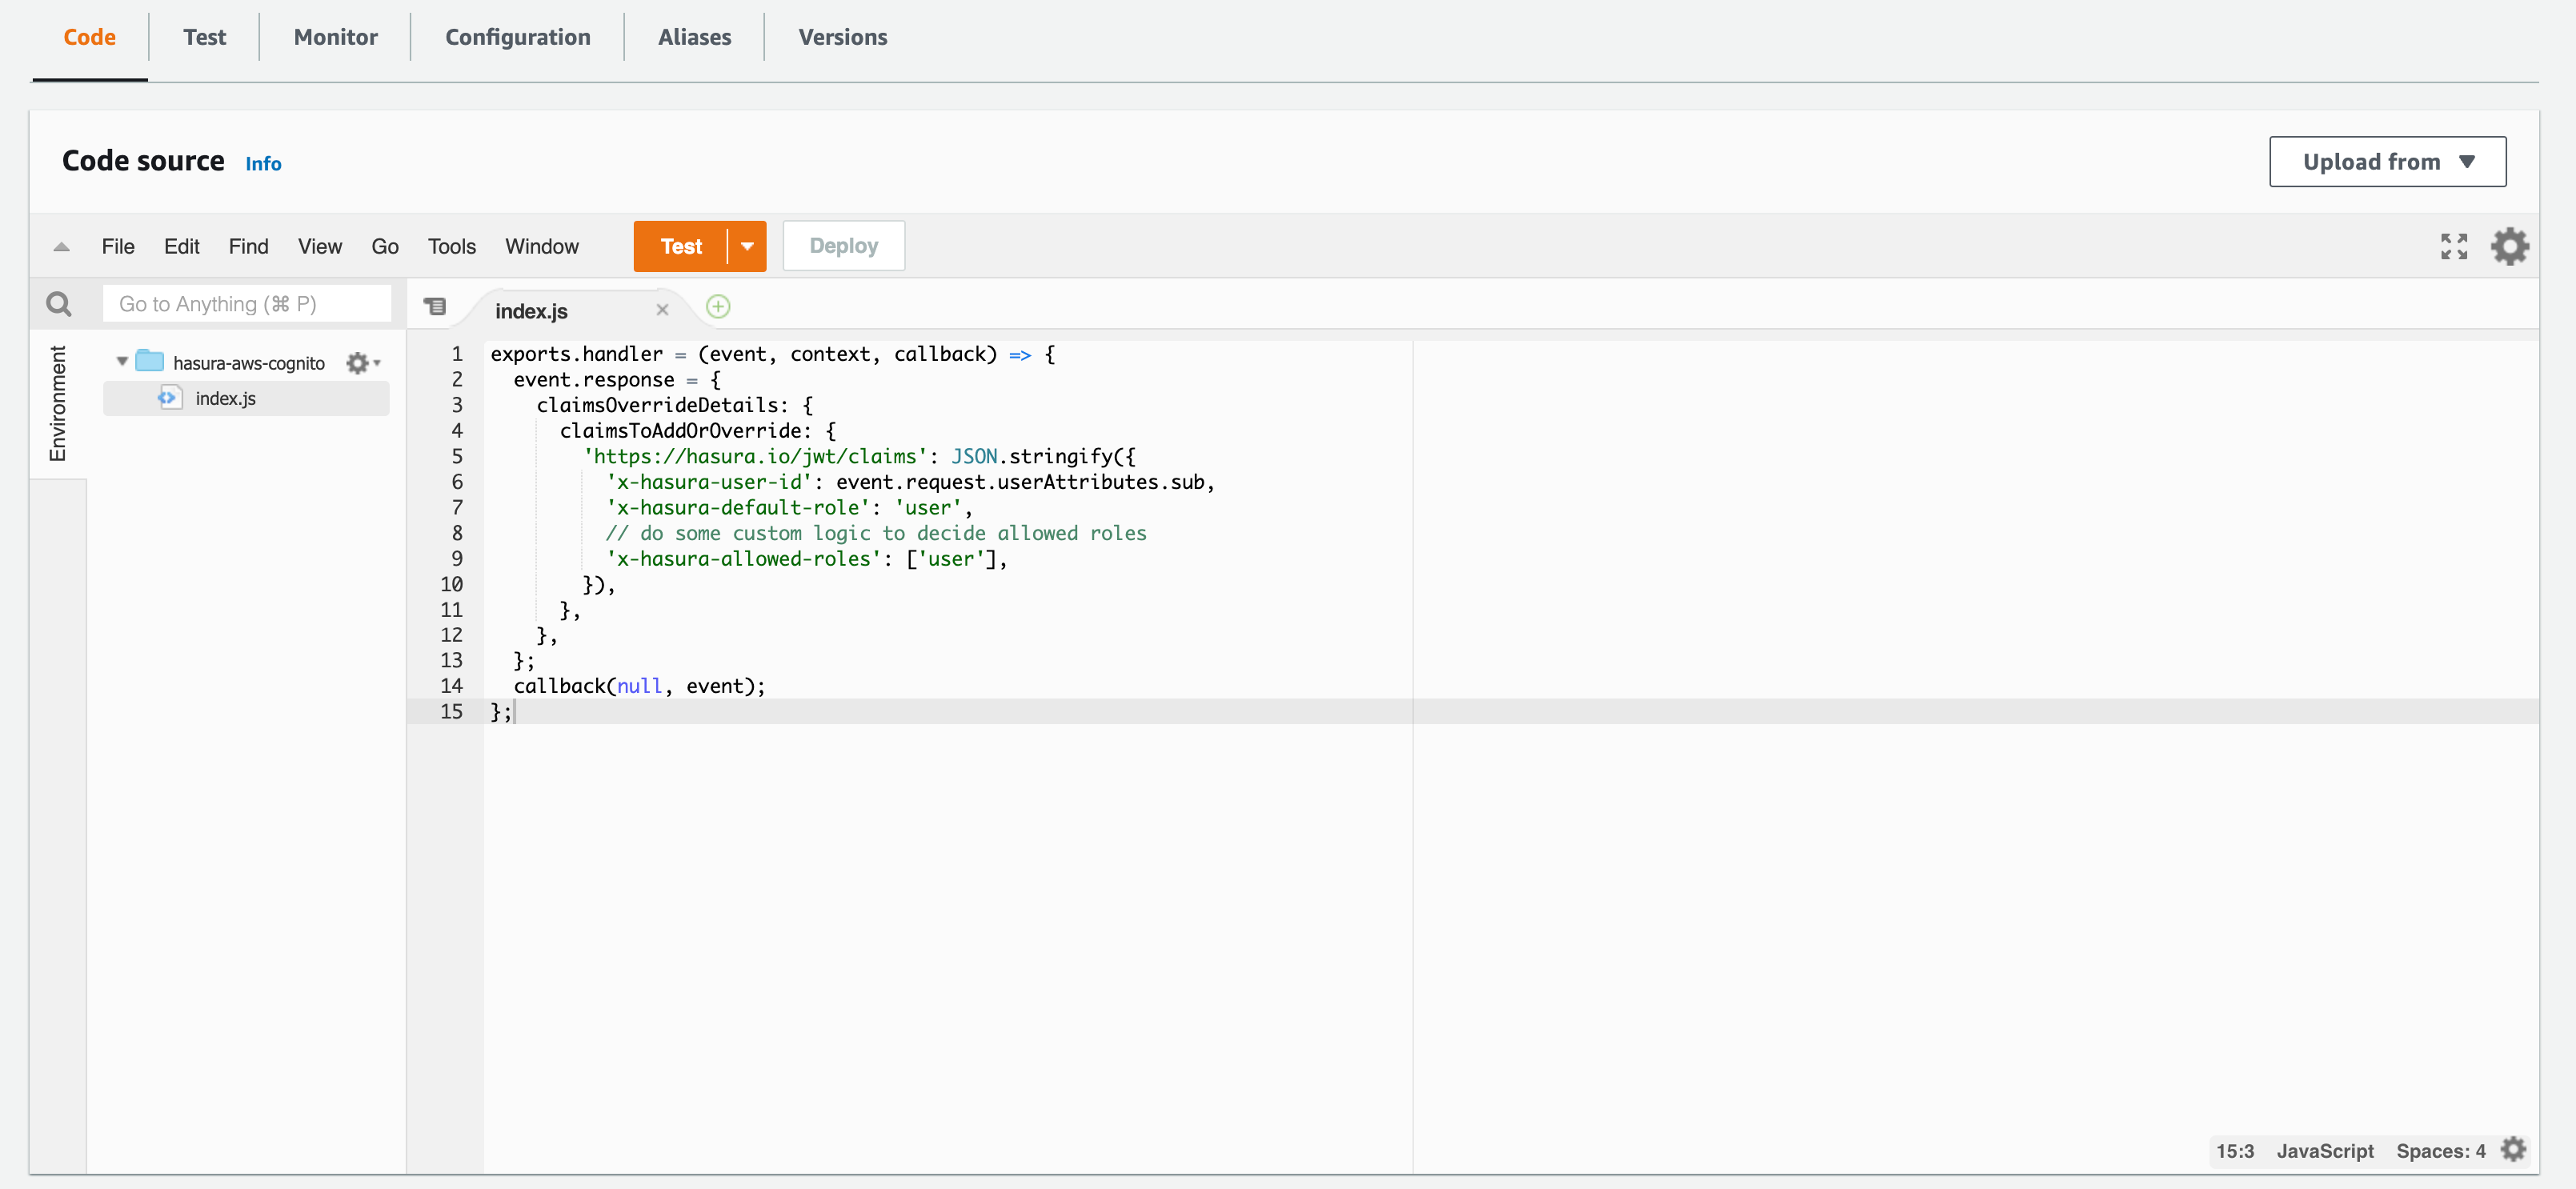 Code Test Monitor Configuration Aliases Versions
Code source Info Upload from
File Edit Find View Go Tools Window Test Deploy
Go to Anything (⌘ P) index.js
Environment
hasura-aws-cognito
index.js
1 exports.handler = (event, context, callback) => {
2   event.response = {
3     claimsOverrideDetails: {
4       claimsToAddOrOverride: {
5         'https://hasura.io/jwt/claims': JSON.stringify({
6           'x-hasura-user-id': event.request.userAttributes.sub,
7           'x-hasura-default-role': 'user',
8           // do some custom logic to decide allowed roles
9           'x-hasura-allowed-roles': ['user'],
10         }),
11       },
12     },
13   };
14   callback(null, event);
15 };
15:3 JavaScript Spaces: 4